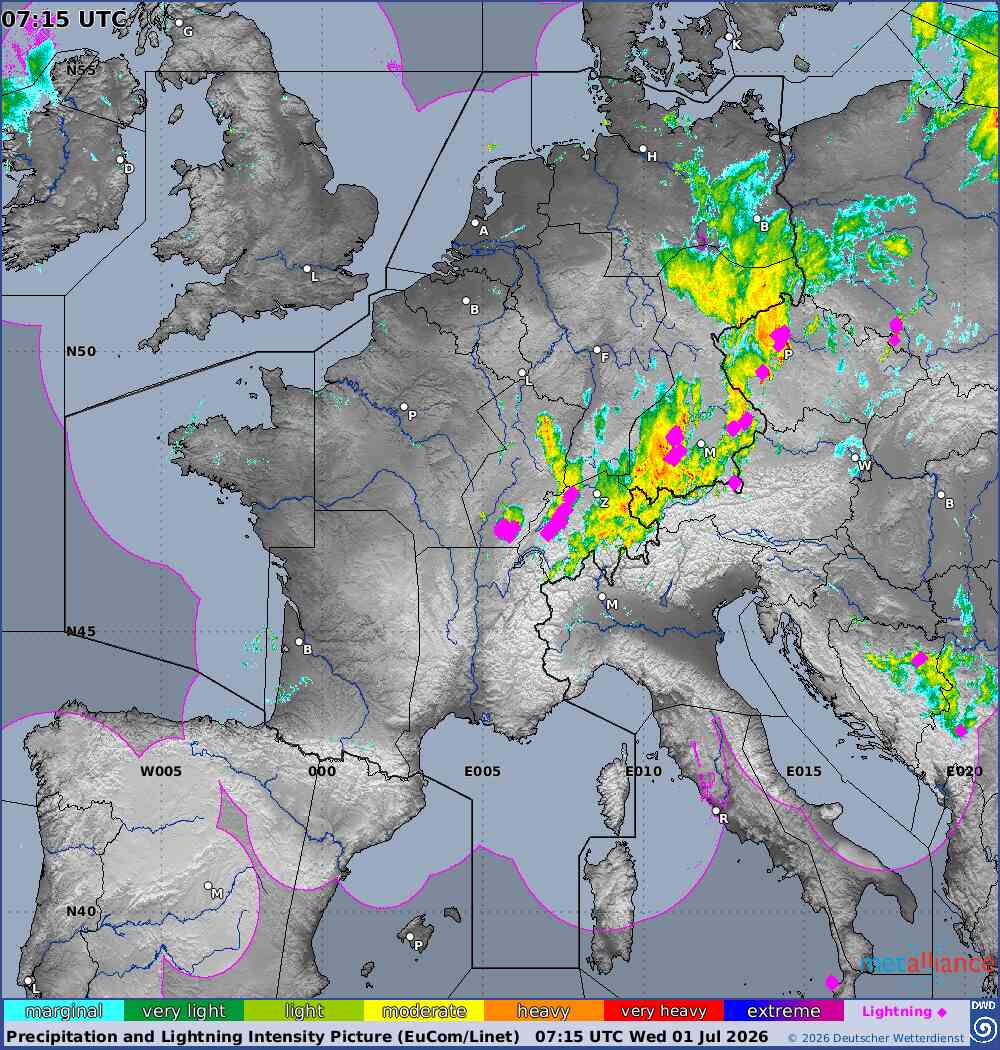 07:15 UTC
G
K
N55
D
H
A
B
L
B
N50
F
P
L
P
M
W
Z
B
M
N45
B
W005
000
E005
E010
E015
E020
R
M
N40
P
L
metalliance
marginal
very light
light
moderate
heavy
very heavy
extreme
Lightning
DWD
Precipitation and Lightning Intensity Picture (EuCom/Linet) 07:15 UTC Wed 01 Jul 2026
© 2026 Deutscher Wetterdienst